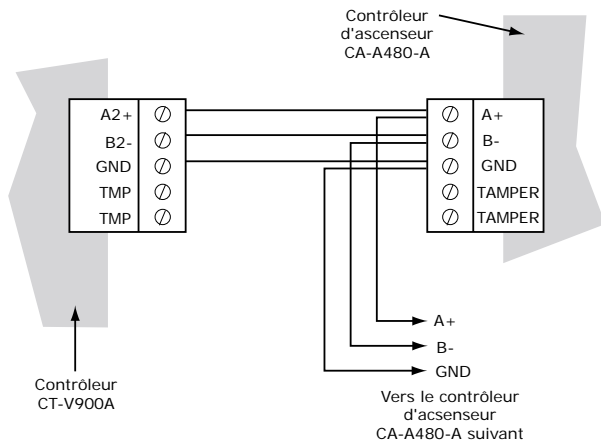 Contrôleur
d'ascenseur
CA-A480-A
A2+
B2-
GND
TMP
TMP
A+
B-
GND
TAMPER
TAMPER
A+
B-
GND
Contrôleur
CT-V900A
Vers le contrôleur
d'acsenseur
CA-A480-A suivant